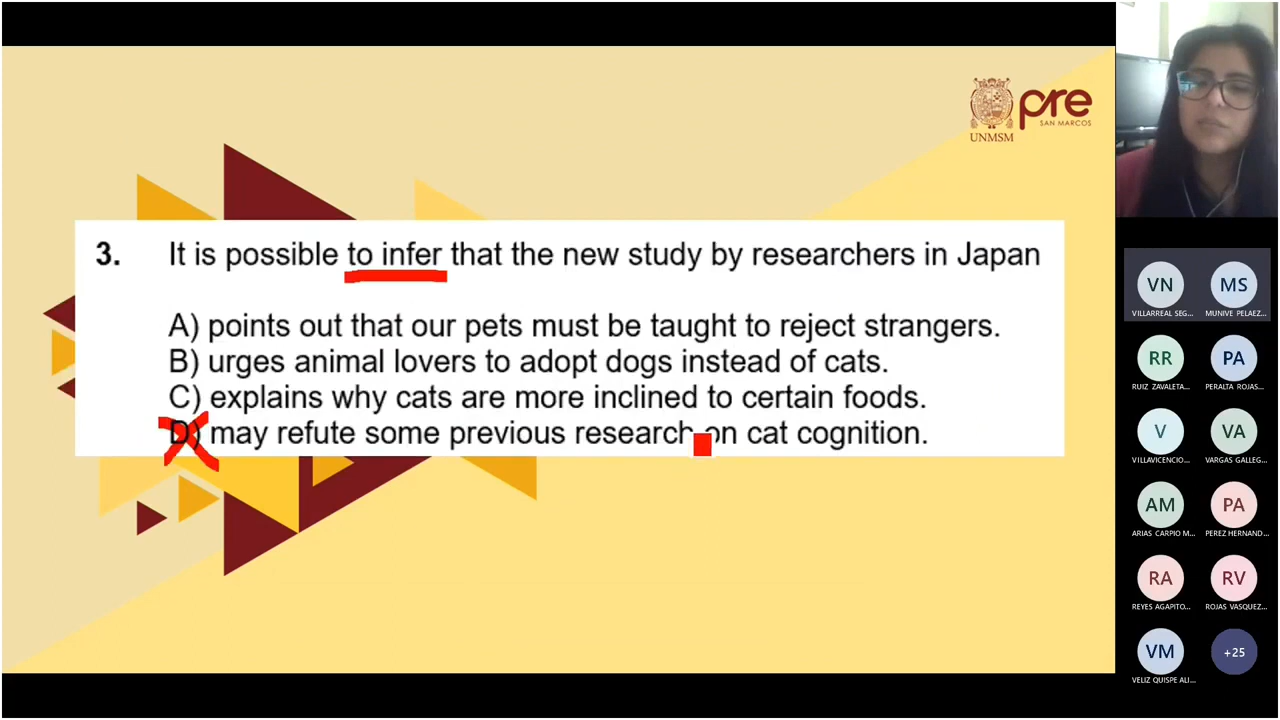 UNMSM
pre
SAN MARCOS
3. It is possible to infer that the new study by researchers in Japan
A) points out that our pets must be taught to reject strangers.
B) urges animal lovers to adopt dogs instead of cats.
C) explains why cats are more inclined to certain foods.
D) may refute some previous research on cat cognition.
VN MS
VILLARREAL SEG... MUNIVE PELAEZ...
RR PA
RUIZ ZAVALETA... PERALTA ROJAS...
V VA
VILLAVICENCIO... VARGAS GALLEG...
AM PA
ARIAS CARPIO M... PEREZ HERNAND...
RA RV
REYES AGAPITO... ROJAS VASQUEZ...
VM +25
VELIZ QUISPE ALI...